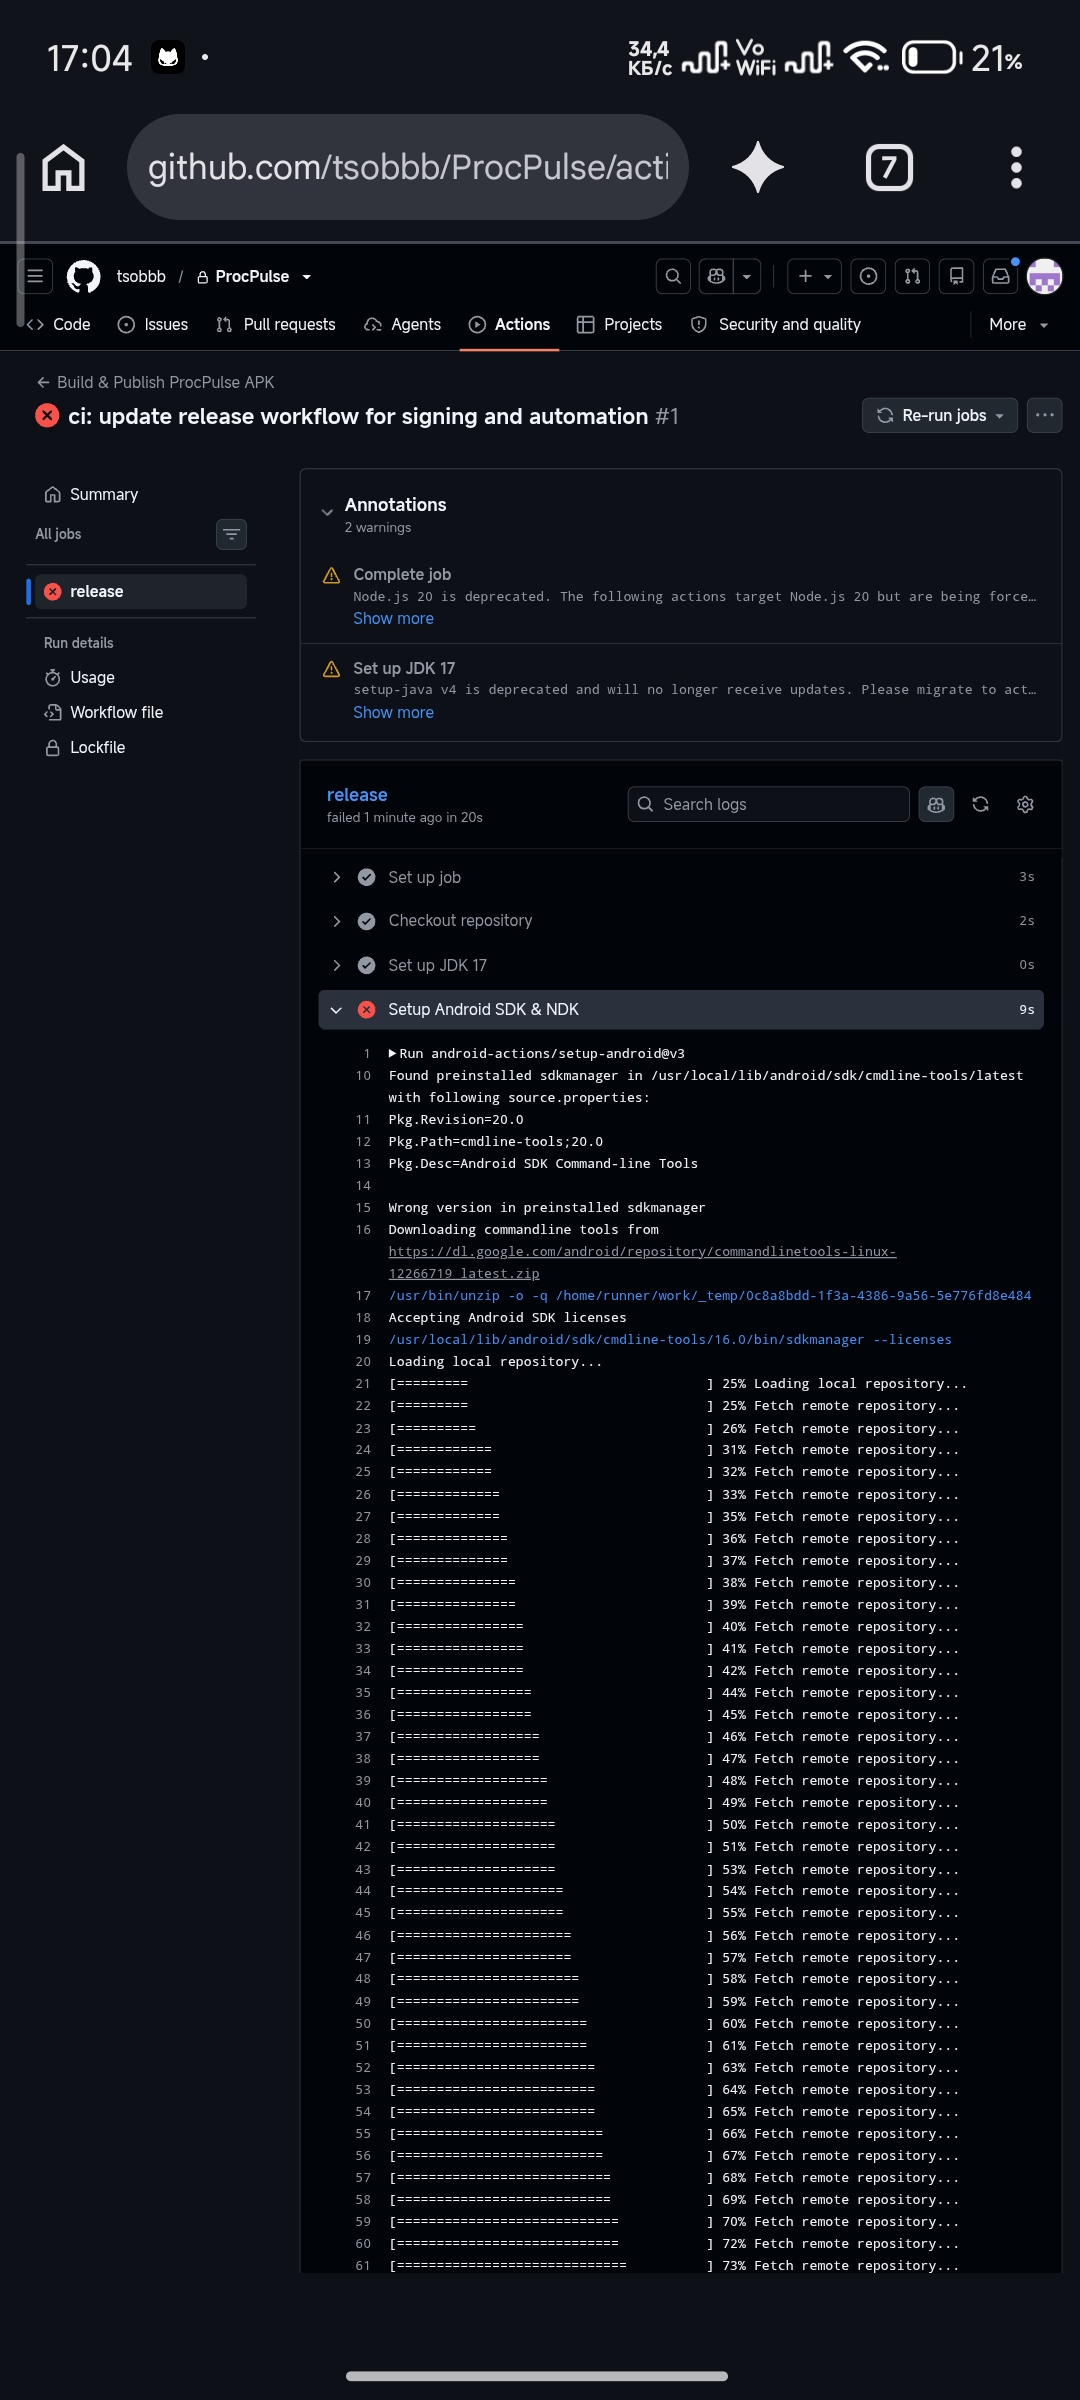 17:04
34,4
КБ/с
Vo
WiFi
21%
github.com/tsobbb/ProcPulse/acti
7
tsobbb / ProcPulse
Code
Issues
Pull requests
Agents
Actions
Projects
Security and quality
More
Build & Publish ProcPulse APK
ci: update release workflow for signing and automation #1
Re-run jobs
Summary
All jobs
release
Run details
Usage
Workflow file
Lockfile
Annotations
2 warnings
Complete job
Node.js 20 is deprecated. The following actions target Node.js 20 but are being force…
Show more
Set up JDK 17
setup-java v4 is deprecated and will no longer receive updates. Please migrate to act…
Show more
release
failed 1 minute ago in 20s
Search logs
Set up job 3s
Checkout repository 2s
Set up JDK 17 0s
Setup Android SDK & NDK 9s
1 Run android-actions/setup-android@v3
10 Found preinstalled sdkmanager in /usr/local/lib/android/sdk/cmdline-tools/latest
with following source.properties:
11 Pkg.Revision=20.0
12 Pkg.Path=cmdline-tools;20.0
13 Pkg.Desc=Android SDK Command-line Tools
14
15 Wrong version in preinstalled sdkmanager
16 Downloading commandline tools from
https://dl.google.com/android/repository/commandlinetools-linux-
12266719_latest.zip
17 /usr/bin/unzip -o -q /home/runner/work/_temp/0c8a8bdd-1f3a-4386-9a56-5e776fd8e484
18 Accepting Android SDK licenses
19 /usr/local/lib/android/sdk/cmdline-tools/16.0/bin/sdkmanager --licenses
20 Loading local repository...
21 [========= ] 25% Loading local repository...
22 [========= ] 25% Fetch remote repository...
23 [========== ] 26% Fetch remote repository...
24 [============ ] 31% Fetch remote repository...
25 [============ ] 32% Fetch remote repository...
26 [============= ] 33% Fetch remote repository...
27 [============= ] 35% Fetch remote repository...
28 [============== ] 36% Fetch remote repository...
29 [============== ] 37% Fetch remote repository...
30 [=============== ] 38% Fetch remote repository...
31 [=============== ] 39% Fetch remote repository...
32 [================ ] 40% Fetch remote repository...
33 [================ ] 41% Fetch remote repository...
34 [================ ] 42% Fetch remote repository...
35 [================= ] 44% Fetch remote repository...
36 [================= ] 45% Fetch remote repository...
37 [================== ] 46% Fetch remote repository...
38 [================== ] 47% Fetch remote repository...
39 [=================== ] 48% Fetch remote repository...
40 [=================== ] 49% Fetch remote repository...
41 [==================== ] 50% Fetch remote repository...
42 [==================== ] 51% Fetch remote repository...
43 [==================== ] 53% Fetch remote repository...
44 [===================== ] 54% Fetch remote repository...
45 [===================== ] 55% Fetch remote repository...
46 [====================== ] 56% Fetch remote repository...
47 [====================== ] 57% Fetch remote repository...
48 [======================= ] 58% Fetch remote repository...
49 [======================= ] 59% Fetch remote repository...
50 [======================== ] 60% Fetch remote repository...
51 [======================== ] 61% Fetch remote repository...
52 [========================= ] 63% Fetch remote repository...
53 [========================= ] 64% Fetch remote repository...
54 [========================= ] 65% Fetch remote repository...
55 [========================== ] 66% Fetch remote repository...
56 [========================== ] 67% Fetch remote repository...
57 [=========================== ] 68% Fetch remote repository...
58 [=========================== ] 69% Fetch remote repository...
59 [============================ ] 70% Fetch remote repository...
60 [============================ ] 72% Fetch remote repository...
61 [============================= ] 73% Fetch remote repository...